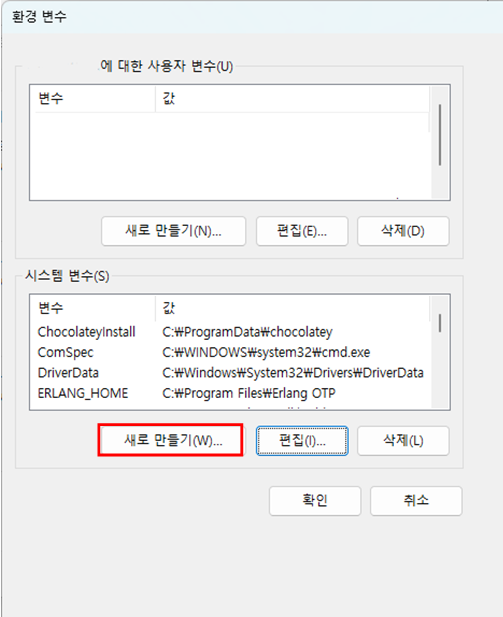 환경 변수
에 대한 사용자 변수(U)
변수 값
새로 만들기(N)... 편집(E)... 삭제(D)
시스템 변수(S)
변수 값
ChocolateyInstall C:₩ProgramData₩chocolatey
ComSpec C:₩WINDOWS₩system32₩cmd.exe
DriverData C:₩Windows₩System32₩Drivers₩DriverData
ERLANG_HOME C:₩Program Files₩Erlang OTP
새로 만들기(W)... 편집(I)... 삭제(L)
확인 취소